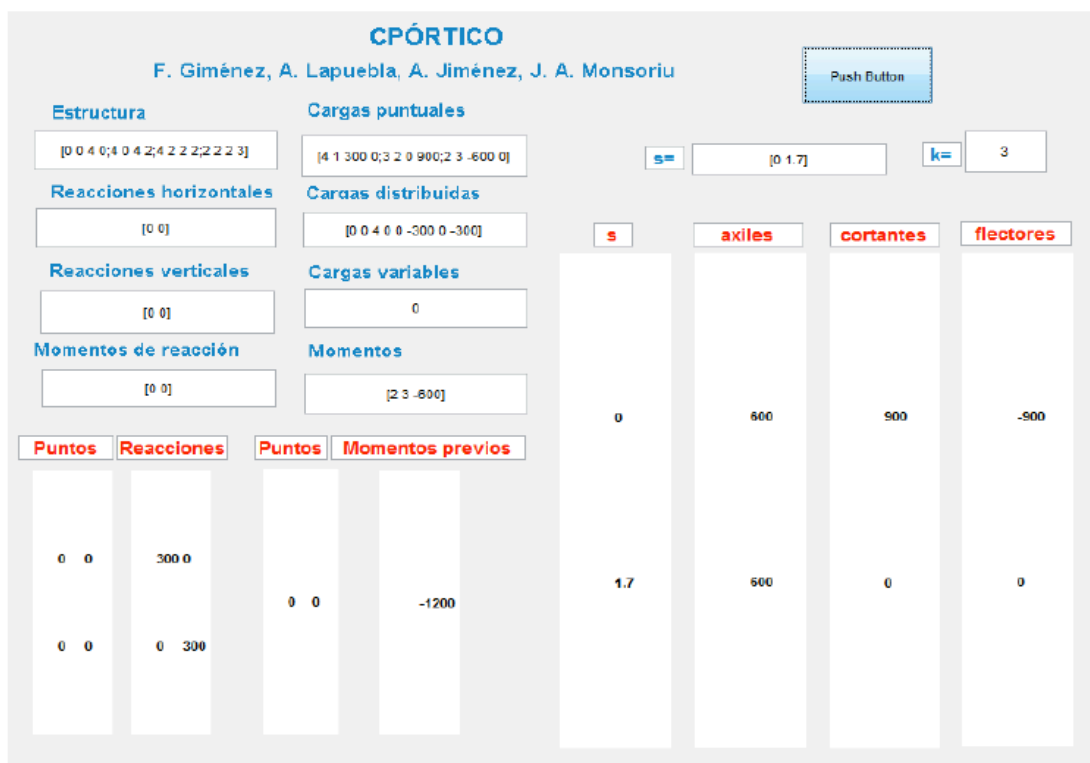 CPÓRTICO
F. Giménez, A. Lapuebla, A. Jiménez, J. A. Monsoriu
Push Button
Estructura
[0 0 4 0;4 0 4 2;4 2 2 2;2 2 2 3]
Cargas puntuales
[4 1 300 0;3 2 0 900;2 3 -600 0]
Reacciones horizontales
[0 0]
Cargas distribuidas
[0 0 4 0 0 -300 0 -300]
Reacciones verticales
[0 0]
Cargas variables
0
Momentos de reacción
[0 0]
Momentos
[2 3 -600]
s=
[0 1.7]
k=
3
Puntos Reacciones Puntos Momentos previos
0 0 300 0
0 0 -1200
0 0 0 300
s axiles cortantes flectores
0 600 900 -900
1.7 600 0 0